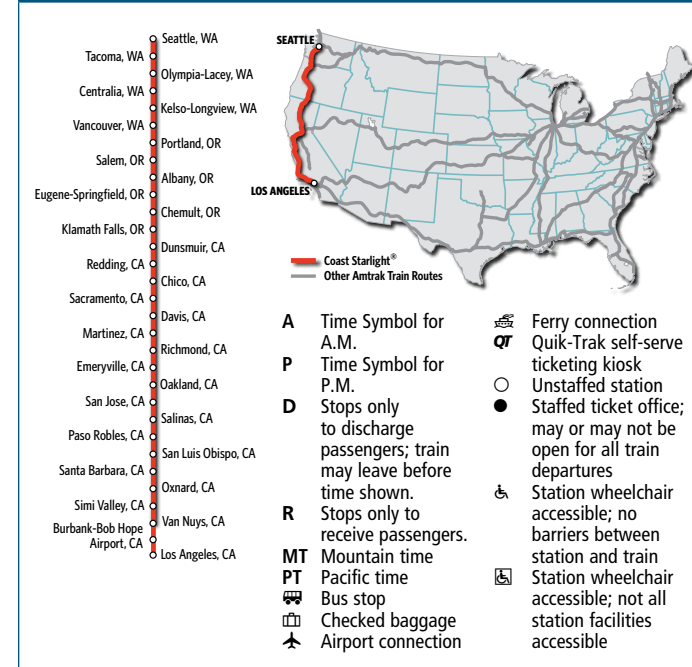 Seattle, WA
Tacoma, WA
Olympia-Lacey, WA
Centralia, WA
Kelso-Longview, WA
Vancouver, WA
Portland, OR
Salem, OR
Albany, OR
Eugene-Springfield, OR
Chemult, OR
Klamath Falls, OR
Dunsmuir, CA
Redding, CA
Chico, CA
Sacramento, CA
Davis, CA
Martinez, CA
Richmond, CA
Emeryville, CA
Oakland, CA
San Jose, CA
Salinas, CA
Paso Robles, CA
San Luis Obispo, CA
Santa Barbara, CA
Oxnard, CA
Simi Valley, CA
Van Nuys, CA
Burbank-Bob Hope
Airport, CA
Los Angeles, CA
SEATTLE
LOS ANGELES
Coast Starlight®
Other Amtrak Train Routes
A Time Symbol for
A.M.
P Time Symbol for
P.M.
D Stops only
to discharge
passengers; train
may leave before
time shown.
R Stops only to
receive passengers.
MT Mountain time
PT Pacific time
Bus stop
Checked baggage
Airport connection
Ferry connection
QT Quik-Trak self-serve
ticketing kiosk
Unstaffed station
Staffed ticket office;
may or may not be
open for all train
departures
Station wheelchair
accessible; no
barriers between
station and train
Station wheelchair
accessible; not all
station facilities
accessible